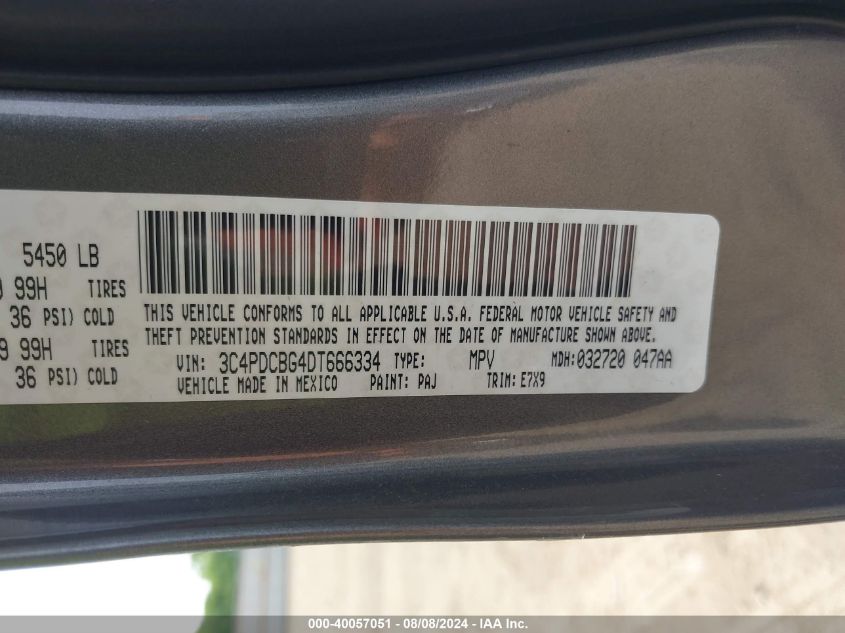 5450 LB
99H TIRES
36 PSI) COLD
99H TIRES
36 PSI) COLD
THIS VEHICLE CONFORMS TO ALL APPLICABLE U.S.A. FEDERAL MOTOR VEHICLE SAFETY AND
THEFT PREVENTION STANDARDS IN EFFECT ON THE DATE OF MANUFACTURE SHOWN ABOVE.
VIN: 3C4PDCBG4DT666334 TYPE: MPV MDH:032720 047AA
VEHICLE MADE IN MEXICO PAINT: PAJ TRIM: E7X9
000-40057051 - 08/08/2024 - IAA Inc.